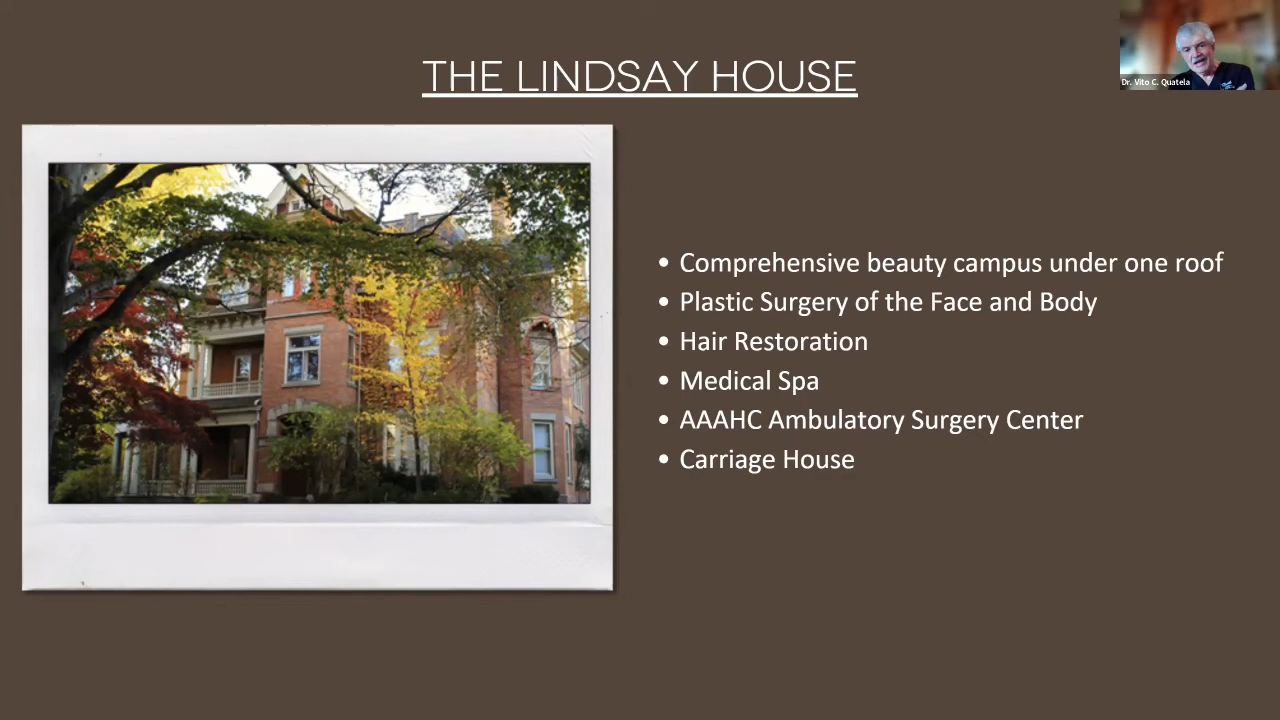 THE LINDSAY HOUSE
Dr. Vito C. Quatela
• Comprehensive beauty campus under one roof
• Plastic Surgery of the Face and Body
• Hair Restoration
• Medical Spa
• AAAHC Ambulatory Surgery Center
• Carriage House